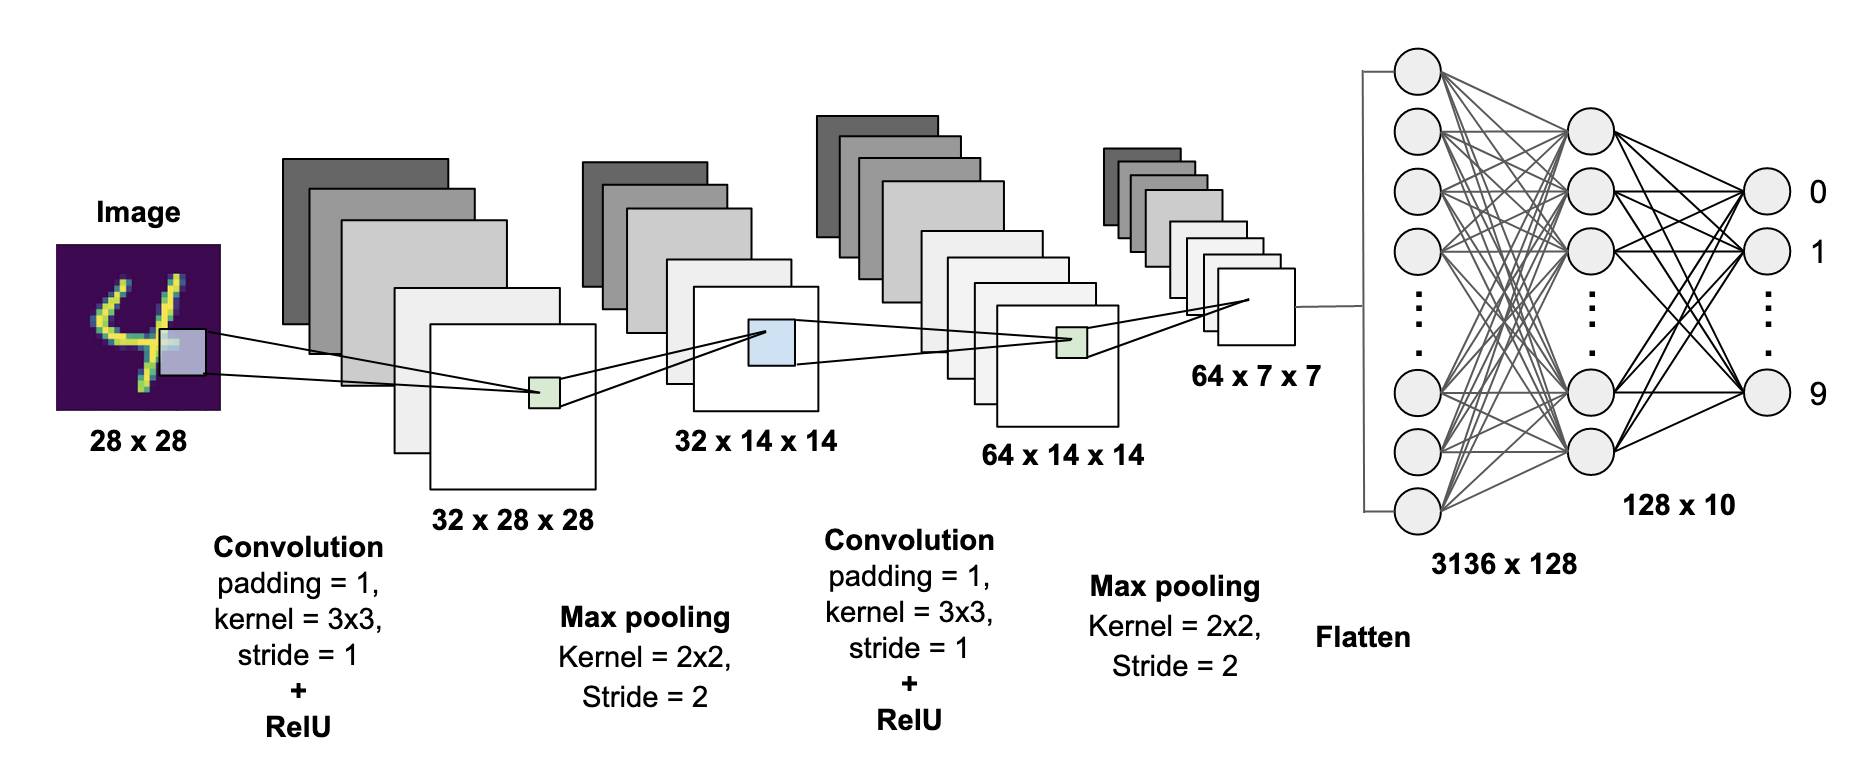 Image
28 x 28
Convolution
padding = 1,
kernel = 3x3,
stride = 1
+
RelU
32 x 28 x 28
Max pooling
Kernel = 2x2,
Stride = 2
32 x 14 x 14
Convolution
padding = 1,
kernel = 3x3,
stride = 1
+
RelU
64 x 14 x 14
Max pooling
Kernel = 2x2,
Stride = 2
64 x 7 x 7
Flatten
3136 x 128
128 x 10
0
1
9
4